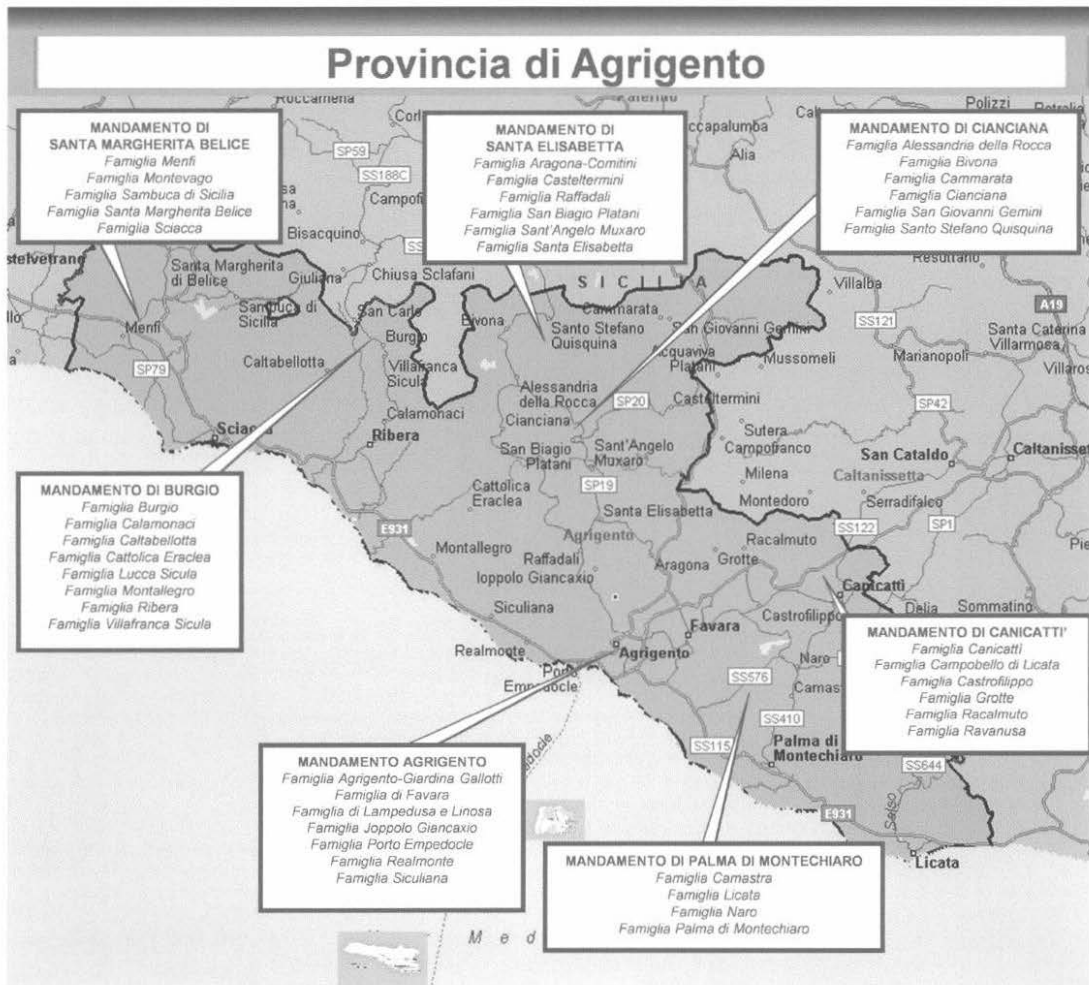 Provincia di Agrigento
MANDAMENTO DI
SANTA MARGHERITA BELICE
Famiglia Menfi
Famiglia Montevago
Famiglia Sambuca di Sicilia
Famiglia Santa Margherita Belice
Famiglia Sciacca
MANDAMENTO DI
SANTA ELISABETTA
Famiglia Aragona-Comitini
Famiglia Casteltermini
Famiglia Raffadali
Famiglia San Biagio Platani
Famiglia Sant'Angelo Muxaro
Famiglia Santa Elisabetta
MANDAMENTO DI CIANCIANA
Famiglia Alessandria della Rocca
Famiglia Bivona
Famiglia Cammarata
Famiglia Cianciana
Famiglia San Giovanni Gemini
Famiglia Santo Stefano Quisquina
Roccamena
SP59
SS188C
Bisacquino
Alia
Polizzi
Resuttano
Santa Margherita
di Belice
Giuliana
Chiusa Sclafani
SICILIA
Villalba
A19
Sambuca di
Sicilia
San Carlo
Bivona
Cammarata
San Giovanni Gemini
SS121
Santa Caterina
Villarmosa
Menfi
Burgio
Santo Stefano
Quisquina
Acquaviva
Platani
Mussomeli
Marianopoli
SP79
Caltabellotta
Villafranca
Sicula
Alessandria
della Rocca
SP20
Casteltermini
SP42
Calamonaci
Cianciana
Sciacca
Ribera
San Biagio
Platani
Sant'Angelo
Muxaro
Sutera
Campofranco
San Cataldo
Caltanissetta
Milena
Cattolica
Eraclea
SP19
Montedoro
Serradifalco
Santa Elisabetta
SS122
SP1
E931
Agrigento
Racalmuto
Montallegro
Raffadali
Grotte
Aragona
Ioppolo Giancaxio
Canicattì
Siculiana
Castrofilippo
Delia
Sommatino
Favara
Realmonte
Agrigento
Naro
Porto
Empedocle
SS576
SS410
SS115
Palma di
Montechiaro
SS644
Salso
E931
Licata
MANDAMENTO DI BURGIO
Famiglia Burgio
Famiglia Calamonaci
Famiglia Caltabellotta
Famiglia Cattolica Eraclea
Famiglia Lucca Sicula
Famiglia Montallegro
Famiglia Ribera
Famiglia Villafranca Sicula
MANDAMENTO DI CANICATTI'
Famiglia Canicattì
Famiglia Campobello di Licata
Famiglia Castrofilippo
Famiglia Grotte
Famiglia Racalmuto
Famiglia Ravanusa
MANDAMENTO AGRIGENTO
Famiglia Agrigento-Giardina Gallotti
Famiglia di Favara
Famiglia di Lampedusa e Linosa
Famiglia Joppolo Giancaxio
Famiglia Porto Empedocle
Famiglia Realmonte
Famiglia Siculiana
MANDAMENTO DI PALMA DI MONTECHIARO
Famiglia Camastra
Famiglia Licata
Famiglia Naro
Famiglia Palma di Montechiaro
Med